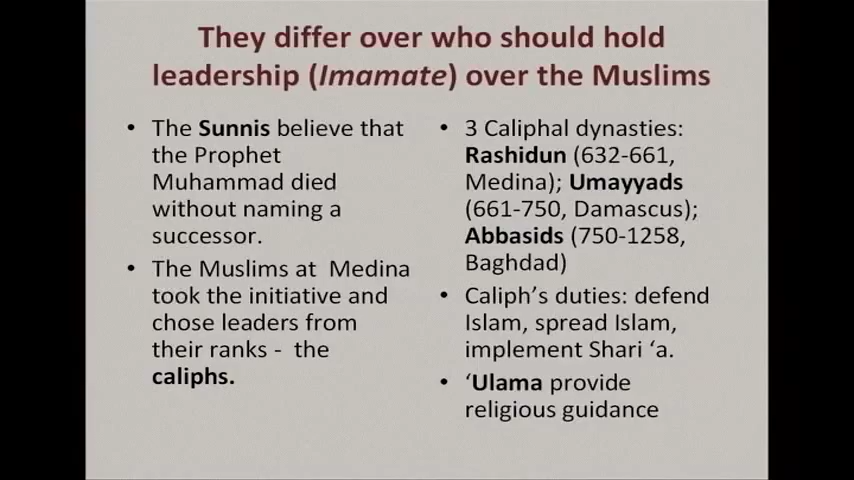 They differ over who should hold
leadership (Imamate) over the Muslims
• The Sunnis believe that
the Prophet
Muhammad died
without naming a
successor.
• The Muslims at Medina
took the initiative and
chose leaders from
their ranks - the
caliphs.
• 3 Caliphal dynasties:
Rashidun (632-661,
Medina); Umayyads
(661-750, Damascus);
Abbasids (750-1258,
Baghdad)
• Caliph’s duties: defend
Islam, spread Islam,
implement Shari ‘a.
• ‘Ulama provide
religious guidance